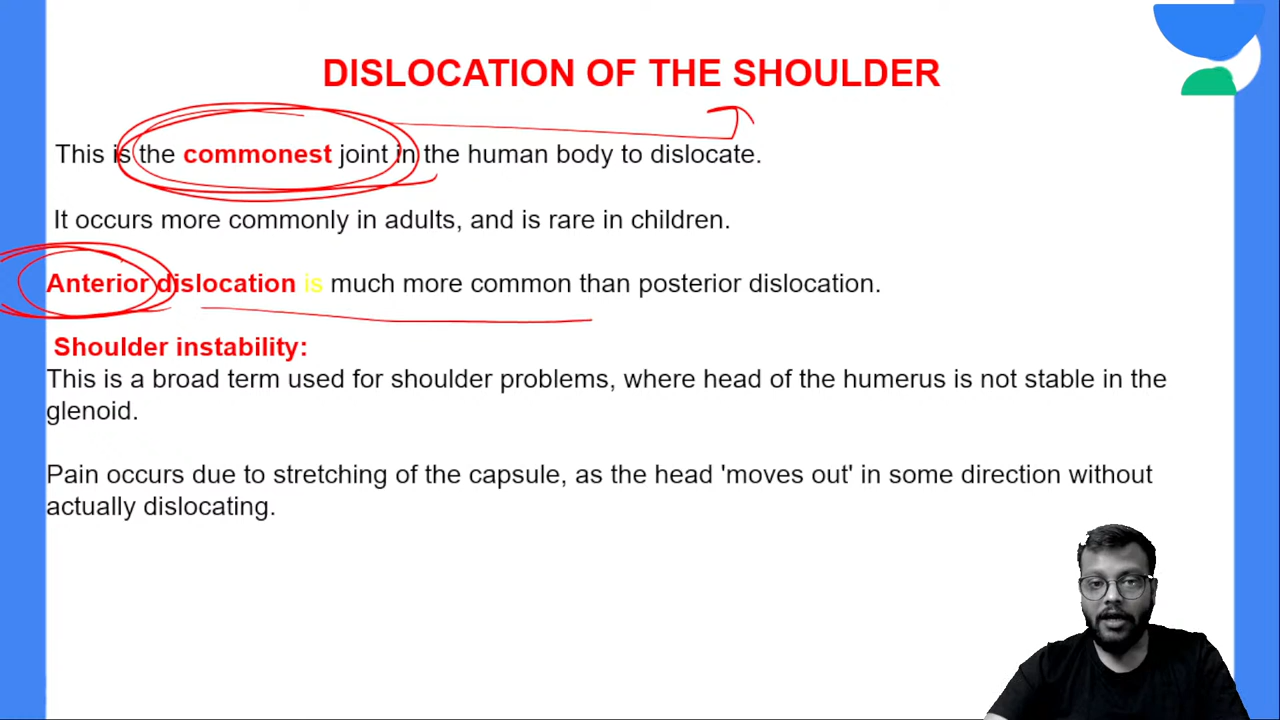 DISLOCATION OF THE SHOULDER
This is the commonest joint in the human body to dislocate.
It occurs more commonly in adults, and is rare in children.
Anterior dislocation is much more common than posterior dislocation.
Shoulder instability:
This is a broad term used for shoulder problems, where head of the humerus is not stable in the
glenoid.
Pain occurs due to stretching of the capsule, as the head 'moves out' in some direction without
actually dislocating.